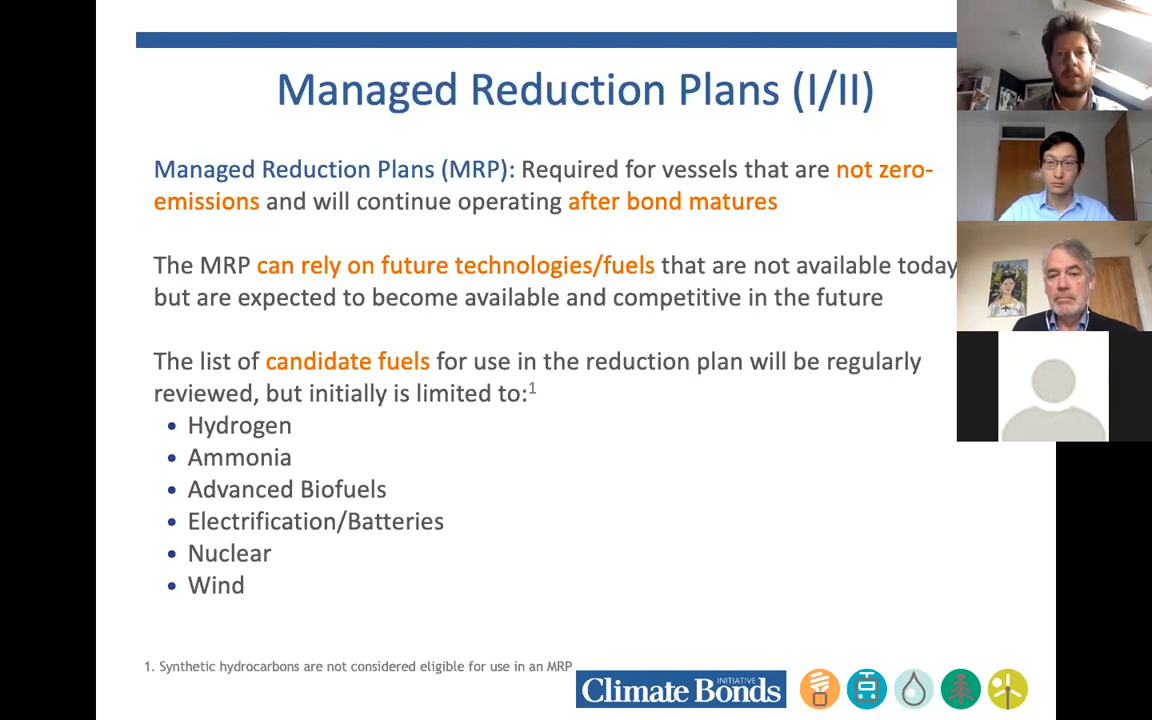 Managed Reduction Plans (I/II)
Managed Reduction Plans (MRP): Required for vessels that are not zero-
emissions and will continue operating after bond matures
The MRP can rely on future technologies/fuels that are not available today
but are expected to become available and competitive in the future
The list of candidate fuels for use in the reduction plan will be regularly
reviewed, but initially is limited to:1
• Hydrogen
• Ammonia
• Advanced Biofuels
• Electrification/Batteries
• Nuclear
• Wind
1. Synthetic hydrocarbons are not considered eligible for use in an MRP
Climate Bonds
INITIATIVE